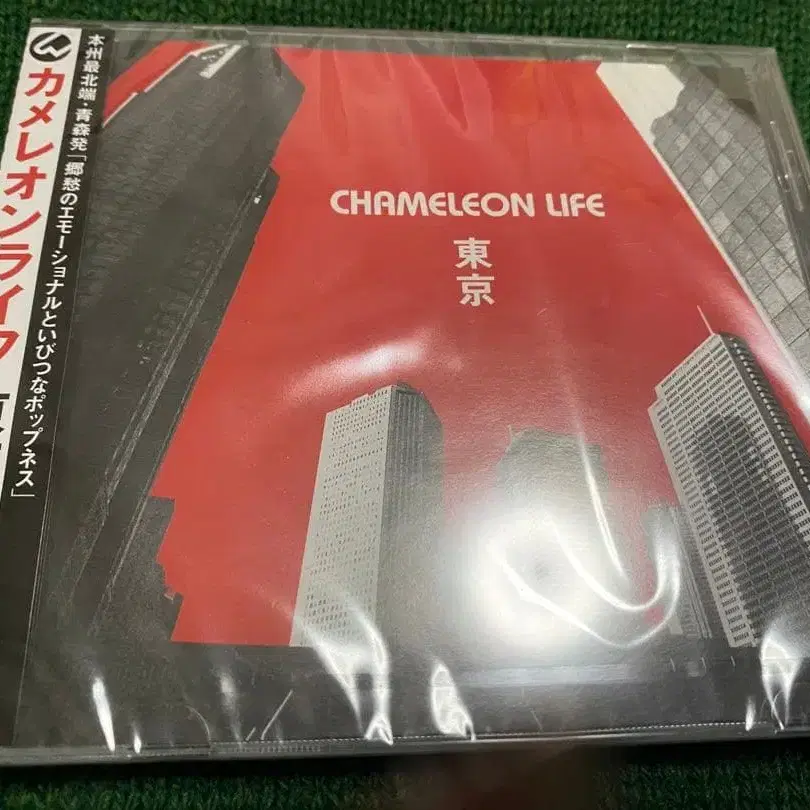 本州最北端・青森発「郷愁のエモーショナルといびつなポップ・ネス」
カメレオンライフ
CHAMELEON LIFE
東京